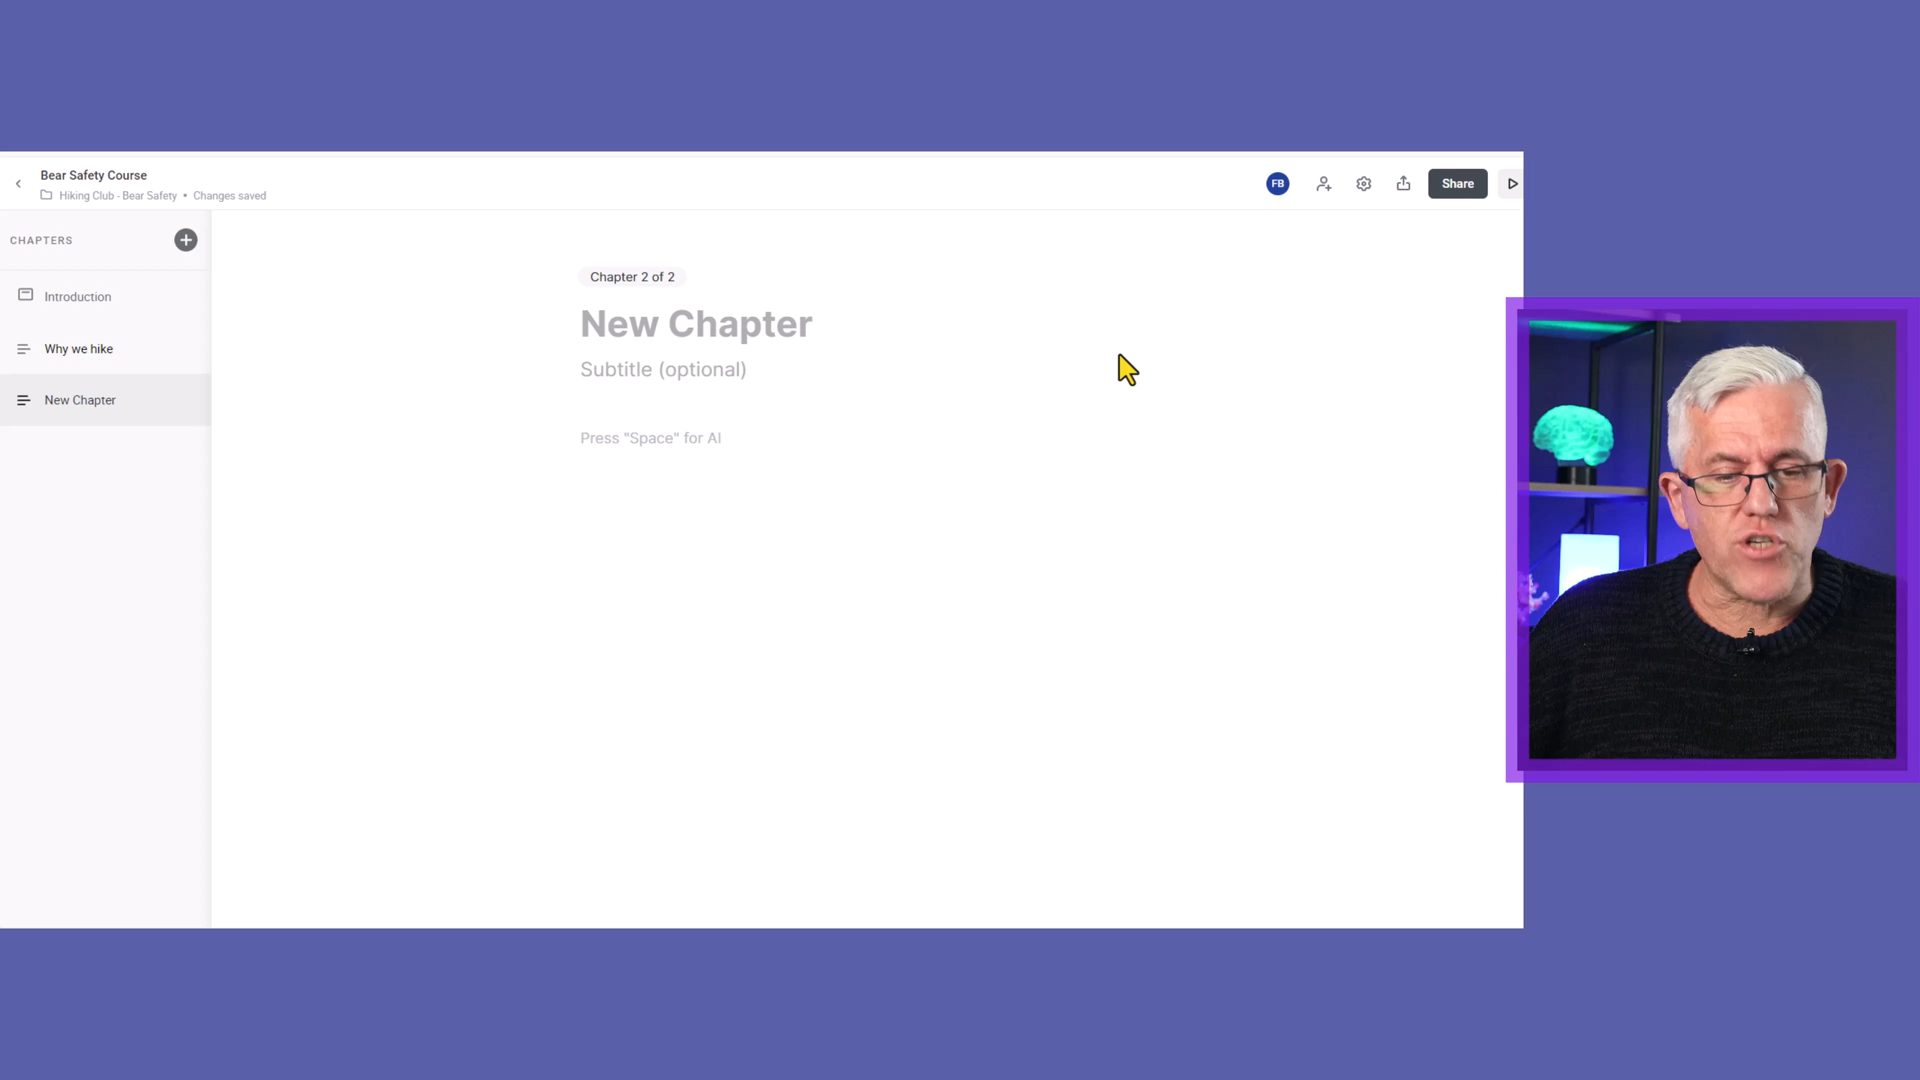 Bear Safety Course
Hiking Club - Bear Safety • Changes saved
FB
Share
CHAPTERS
Introduction
Why we hike
New Chapter
Chapter 2 of 2
New Chapter
Subtitle (optional)
Press "Space" for AI